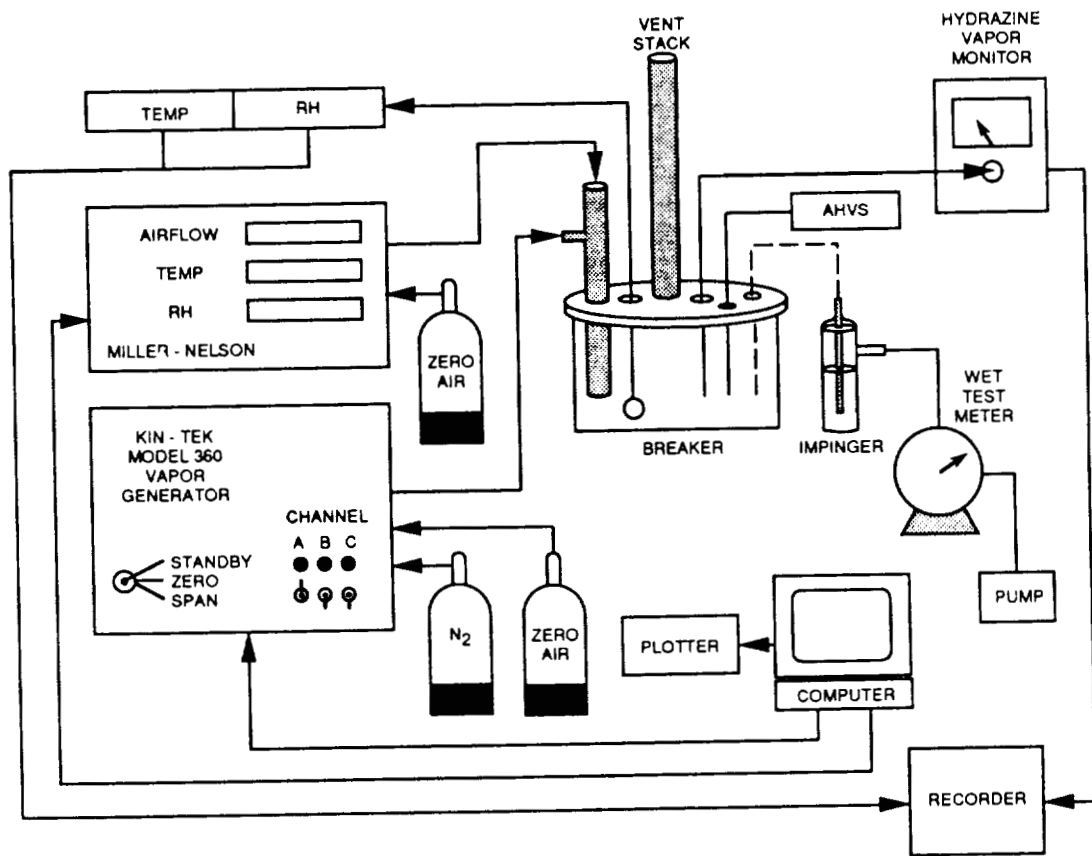 VENT
STACK
HYDRAZINE
VAPOR
MONITOR
TEMP
RH
AHVS
AIRFLOW
TEMP
RH
MILLER - NELSON
ZERO
AIR
BREAKER
IMPINGER
WET
TEST
METER
KIN - TEK
MODEL 360
VAPOR
GENERATOR
CHANNEL
A B C
STANDBY
ZERO
SPAN
N2
ZERO
AIR
PLOTTER
COMPUTER
PUMP
RECORDER